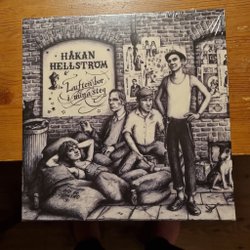 HÅKAN
HELLSTRÖM
Luften bor
i mina steg